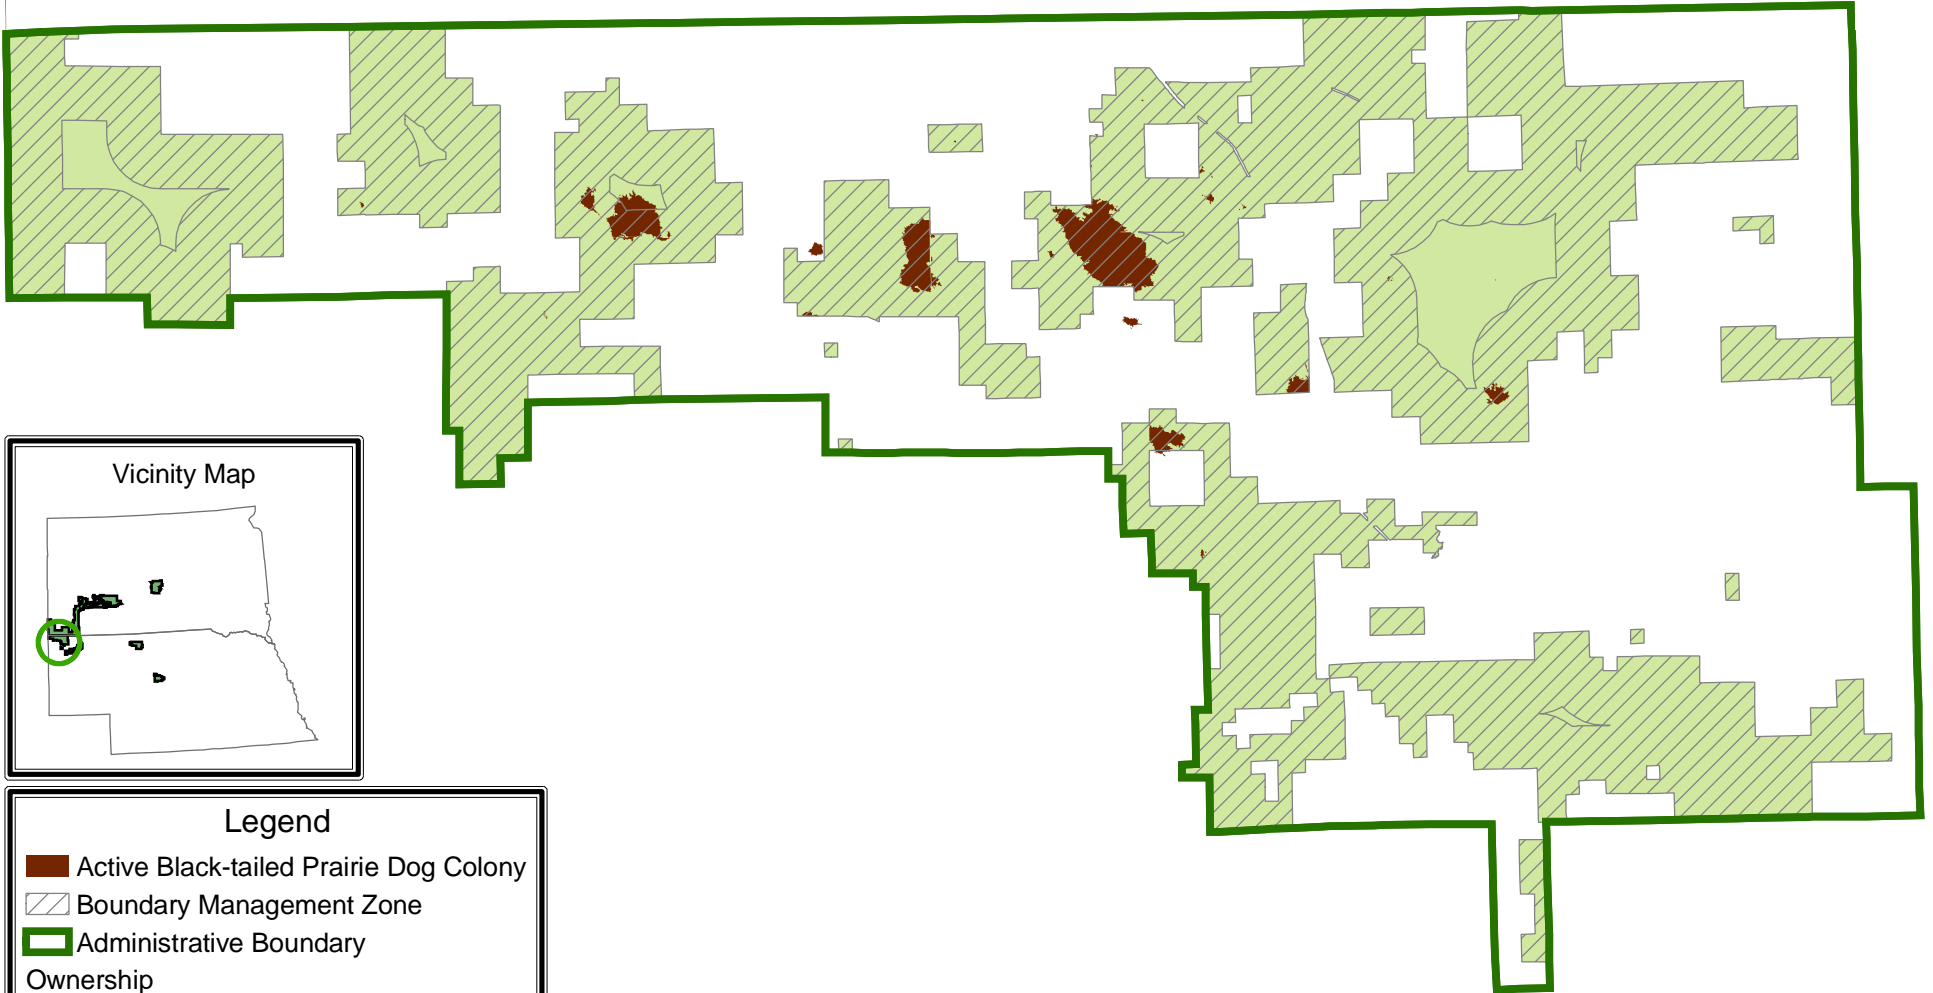 Vicinity Map
Legend
Active Black-tailed Prairie Dog Colony
Boundary Management Zone
Administrative Boundary
Ownership